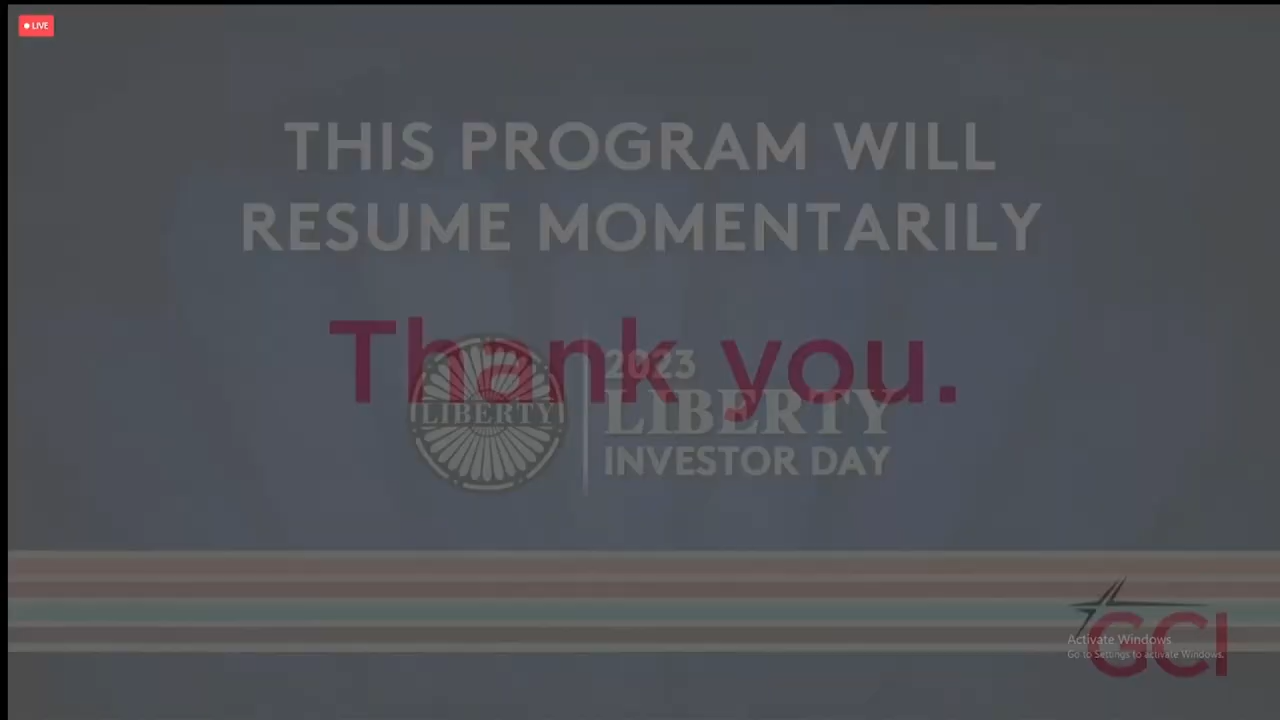 LIVE
THIS PROGRAM WILL
RESUME MOMENTARILY
Thank you.
LIBERTY
2023
LIBERTY
INVESTOR DAY
GCI
Activate Windows
Go to Settings to activate Windows.